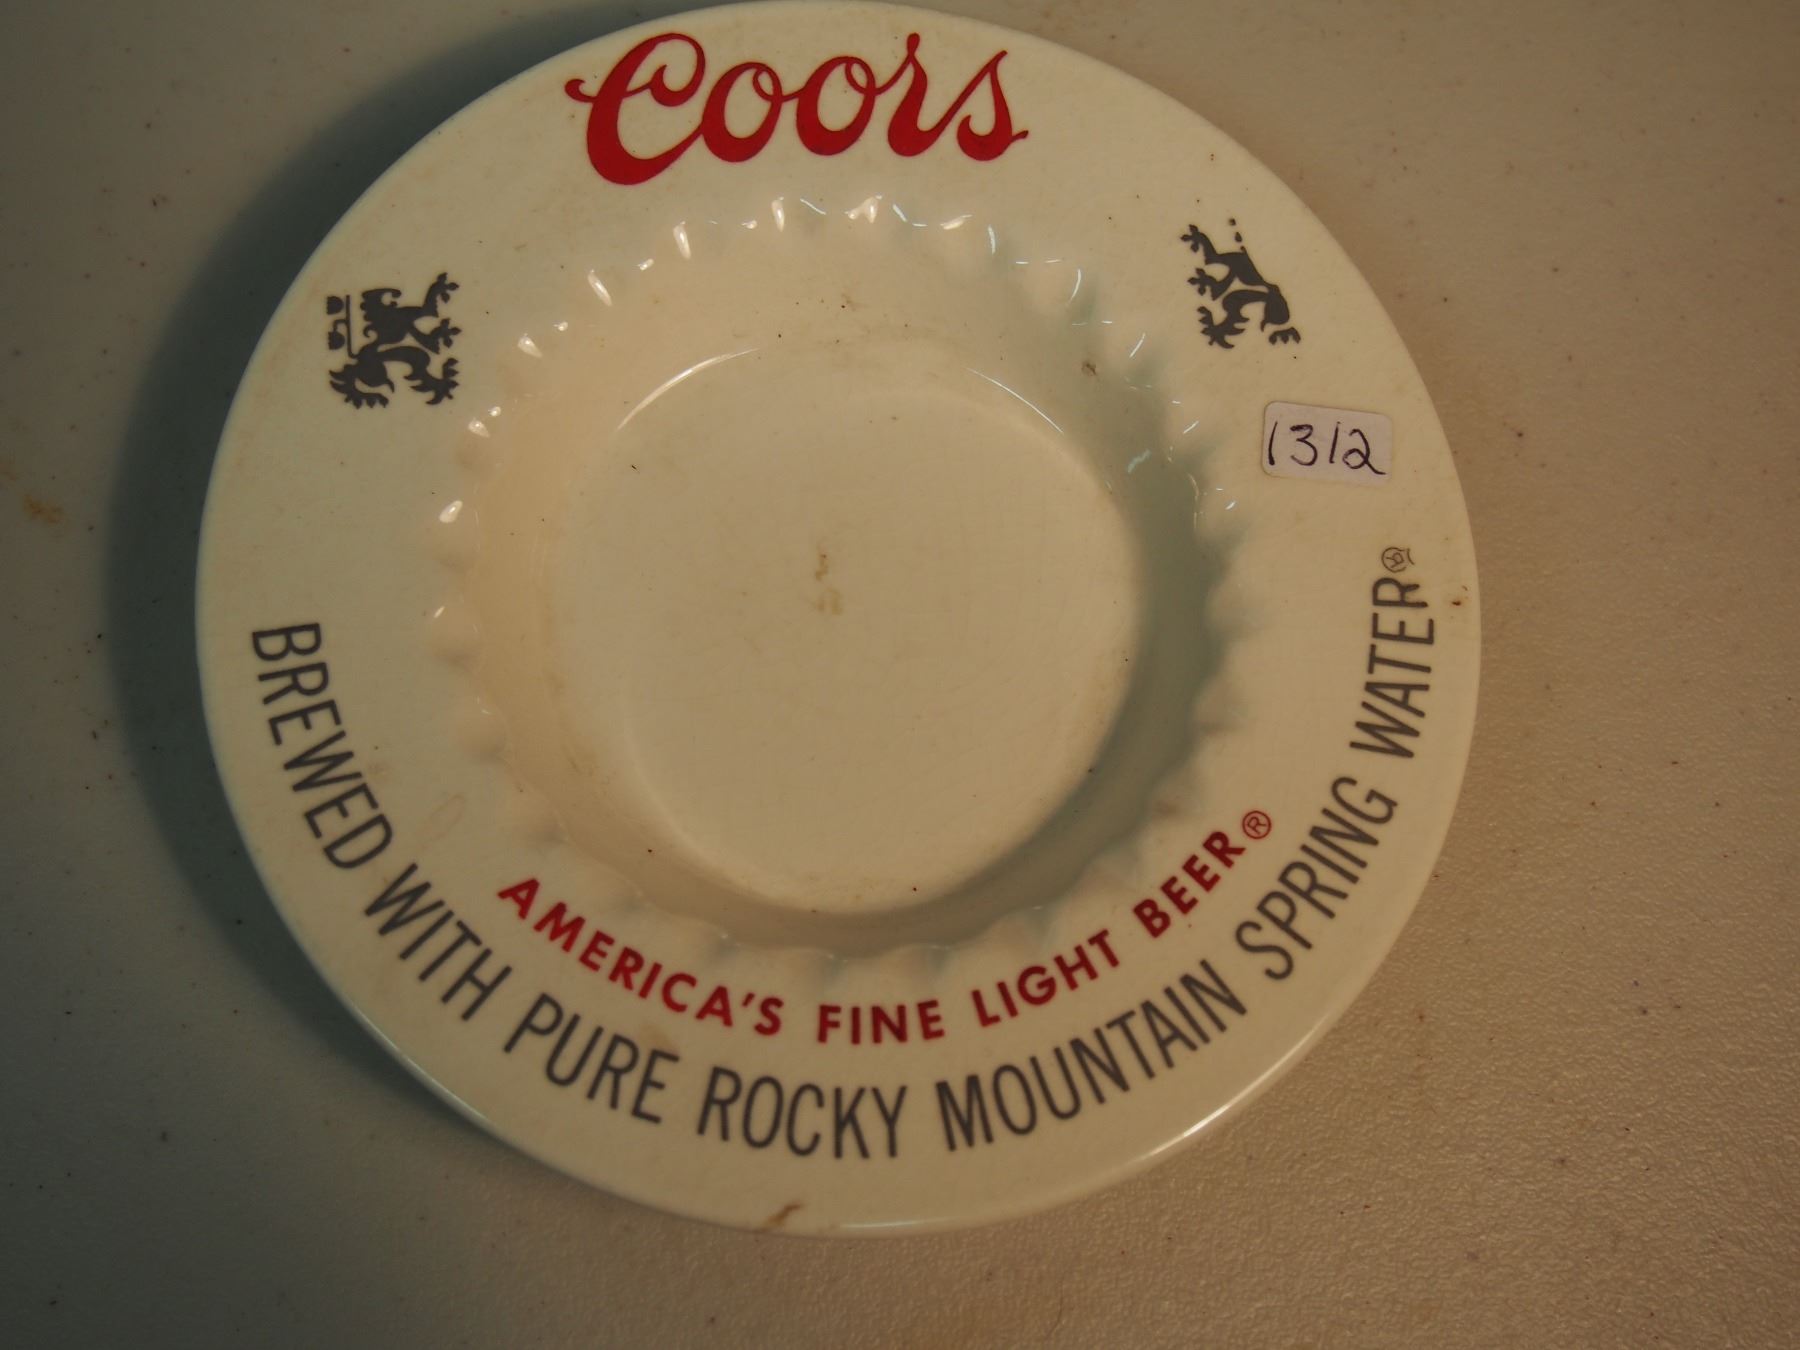 Coors
1312
AMERICA'S FINE LIGHT BEER®
BREWED WITH PURE ROCKY MOUNTAIN SPRING WATER®